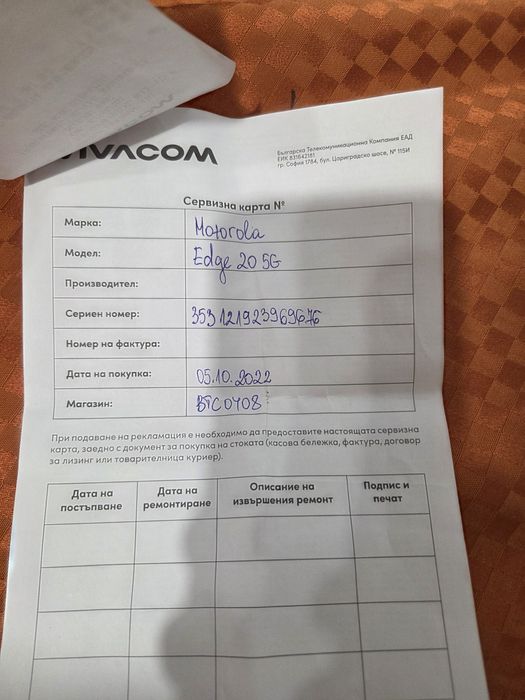 VIVACOM
Българска Телекомуникационна Компания ЕАД
ЕИК 831642181
гр. София 1784, бул. Цариградско шосе, № 115И
Сервизна карта №
Марка: Motorola
Модел: Edge 20 5G
Производител:
Сериен номер: 353121923969676
Номер на фактура:
Дата на покупка: 05.10.2022
Магазин: BTC0708
При подаване на рекламация е необходимо да предоставите настоящата сервизна
карта, заедно с документ за покупка на стоката (касова бележка, фактура, договор
за лизинг или товарителница куриер).
Дата на постъпване Дата на ремонтиране Описание на извършения ремонт Подпис и печат